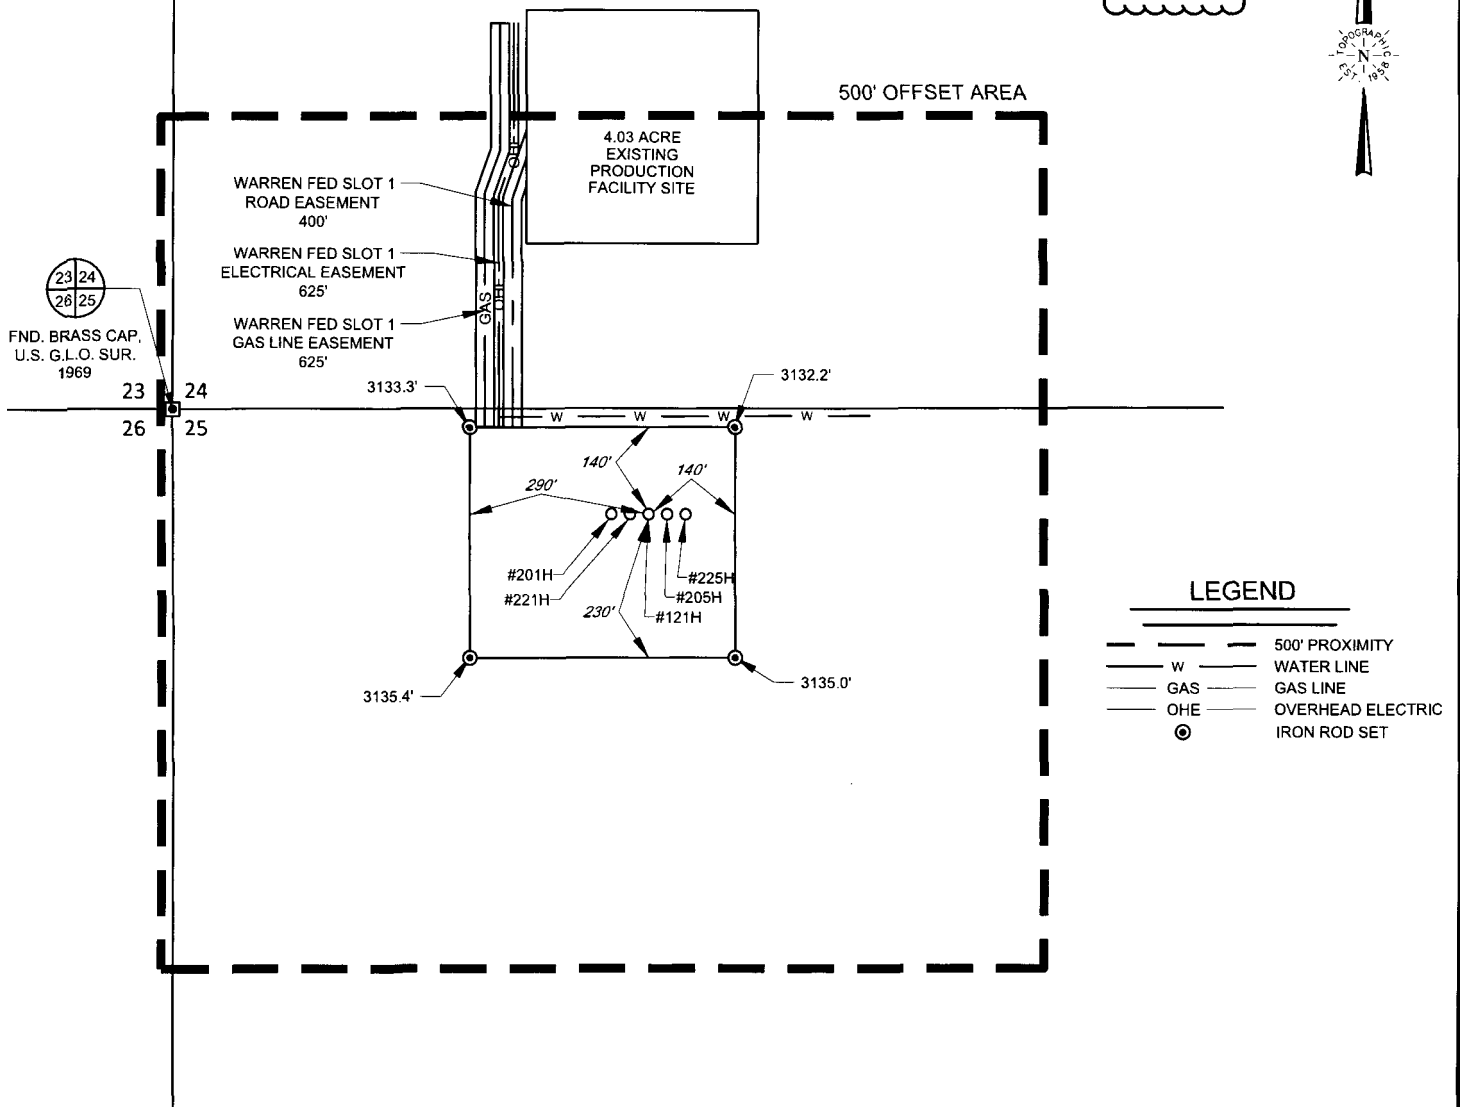 TOPOGRAPHIC
N
EST. 1958
500' OFFSET AREA
4.03 ACRE
EXISTING
PRODUCTION
FACILITY SITE
OHE
WARREN FED SLOT 1
ROAD EASEMENT
400'
WARREN FED SLOT 1
ELECTRICAL EASEMENT
625'
WARREN FED SLOT 1
GAS LINE EASEMENT
625'
GAS
OHE
23 24
26 25
FND. BRASS CAP,
U.S. G.L.O. SUR.
1969
23 24
26 25
3133.3'
3132.2'
W W W W
140'
140'
290'
#201H
#221H
230'
#225H
#205H
#121H
3135.4'
3135.0'
LEGEND
500' PROXIMITY
W WATER LINE
GAS GAS LINE
OHE OVERHEAD ELECTRIC
IRON ROD SET